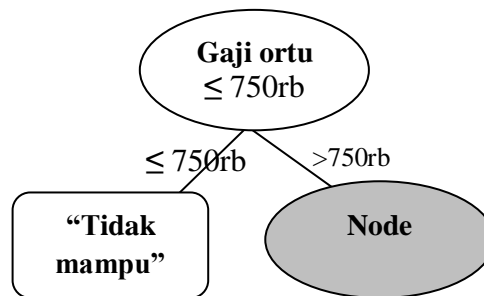 Gaji ortu
≤ 750rb
≤ 750rb
>750rb
“Tidak
mampu”
Node